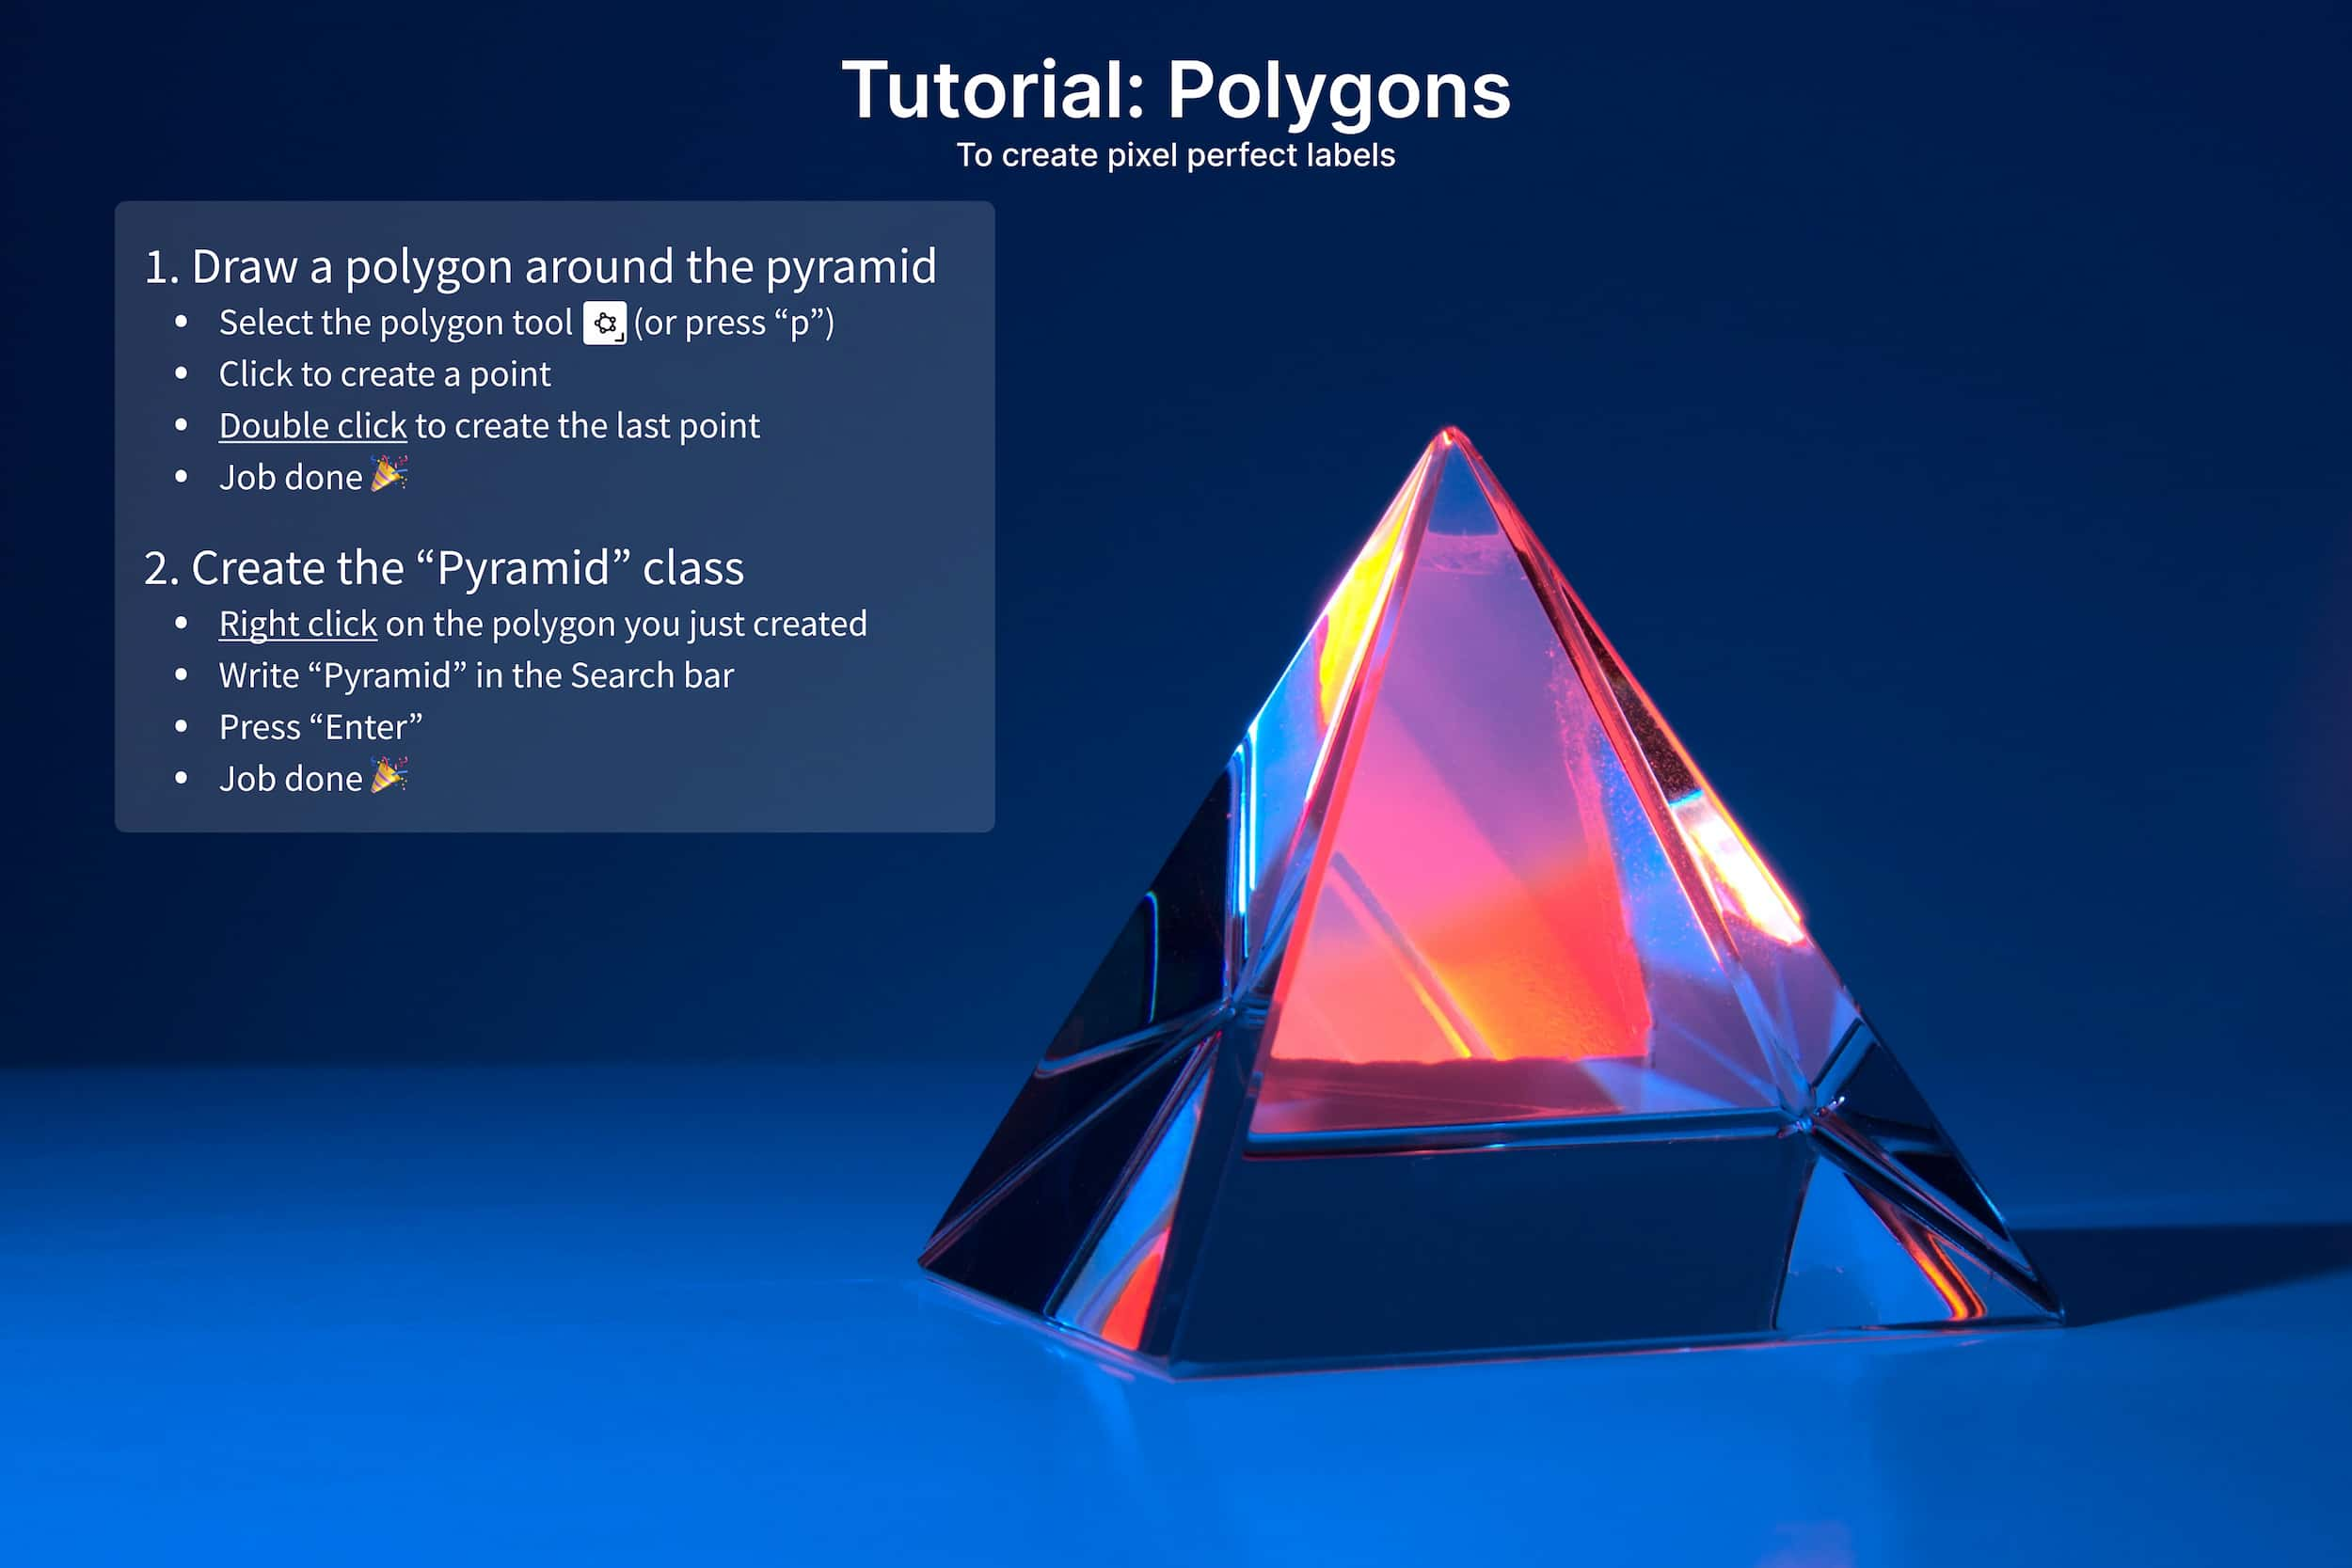 Tutorial: Polygons
To create pixel perfect labels
1. Draw a polygon around the pyramid
• Select the polygon tool (or press “p”)
• Click to create a point
• Double click to create the last point
• Job done 🎉
2. Create the “Pyramid” class
• Right click on the polygon you just created
• Write “Pyramid” in the Search bar
• Press “Enter”
• Job done 🎉